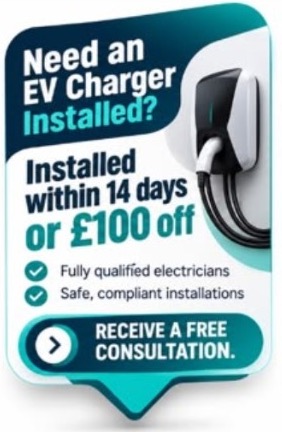 Need an
EV Charger
Installed?
Installed
within 14 days
or £100 off
Fully qualified electricians
Safe, compliant installations
RECEIVE A FREE
CONSULTATION.